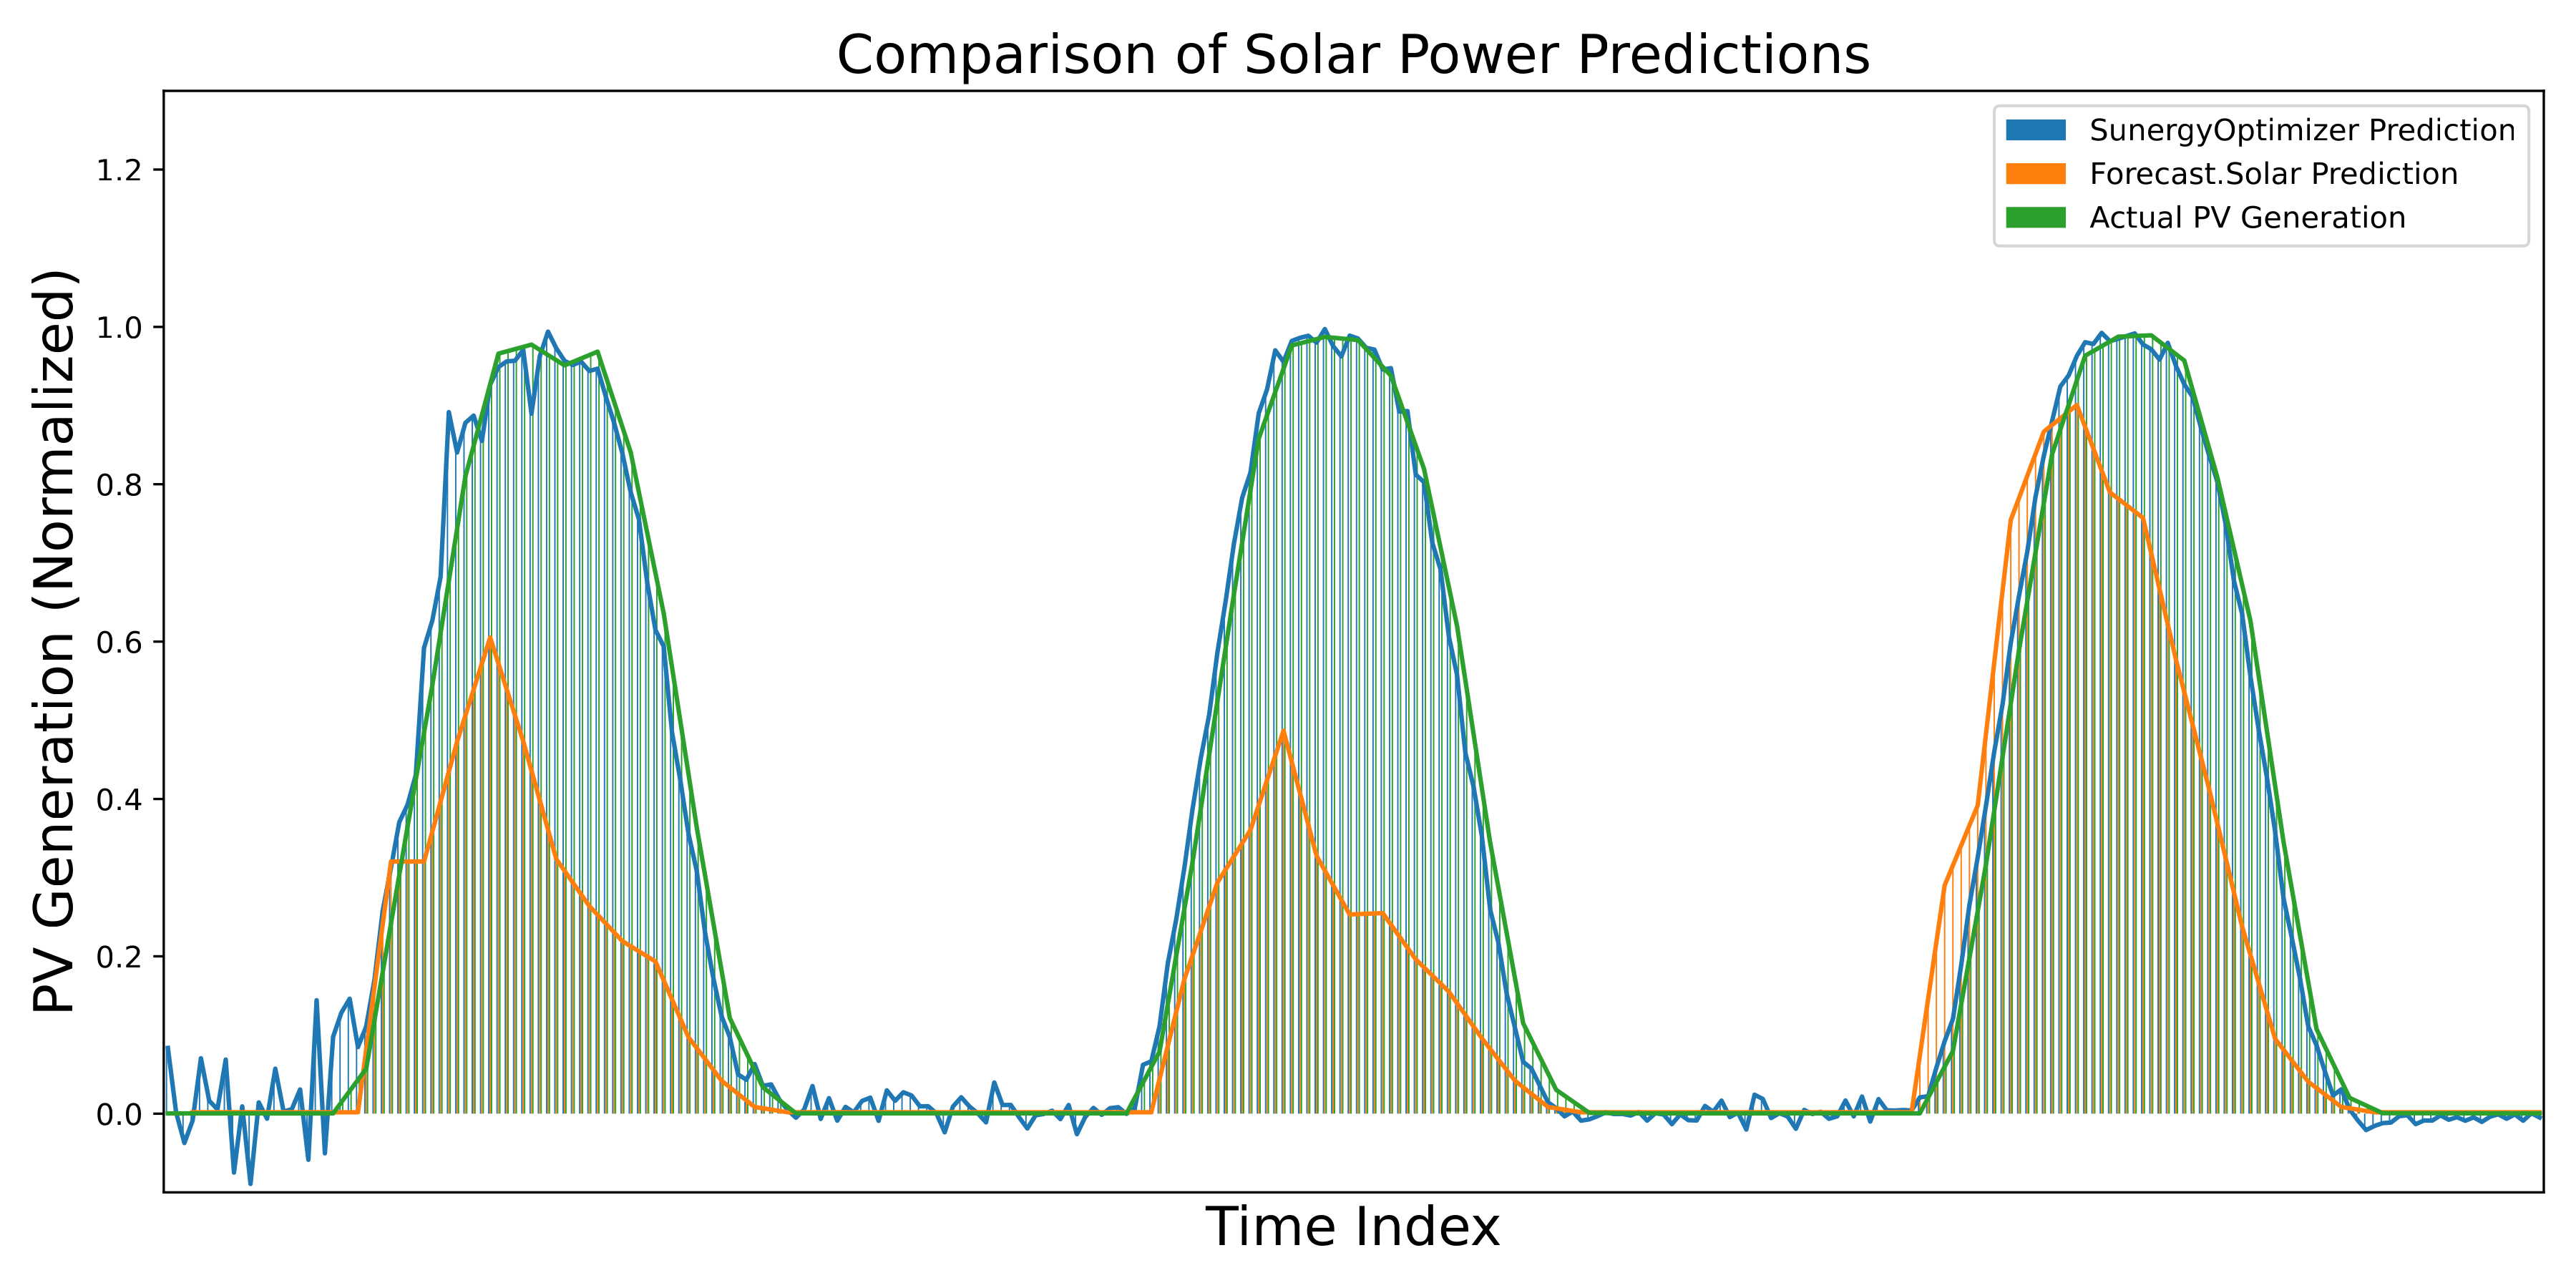 Comparison of Solar Power Predictions
SunergyOptimizer Prediction
Forecast.Solar Prediction
Actual PV Generation
PV Generation (Normalized)
1.2
1.0
0.8
0.6
0.4
0.2
0.0
Time Index